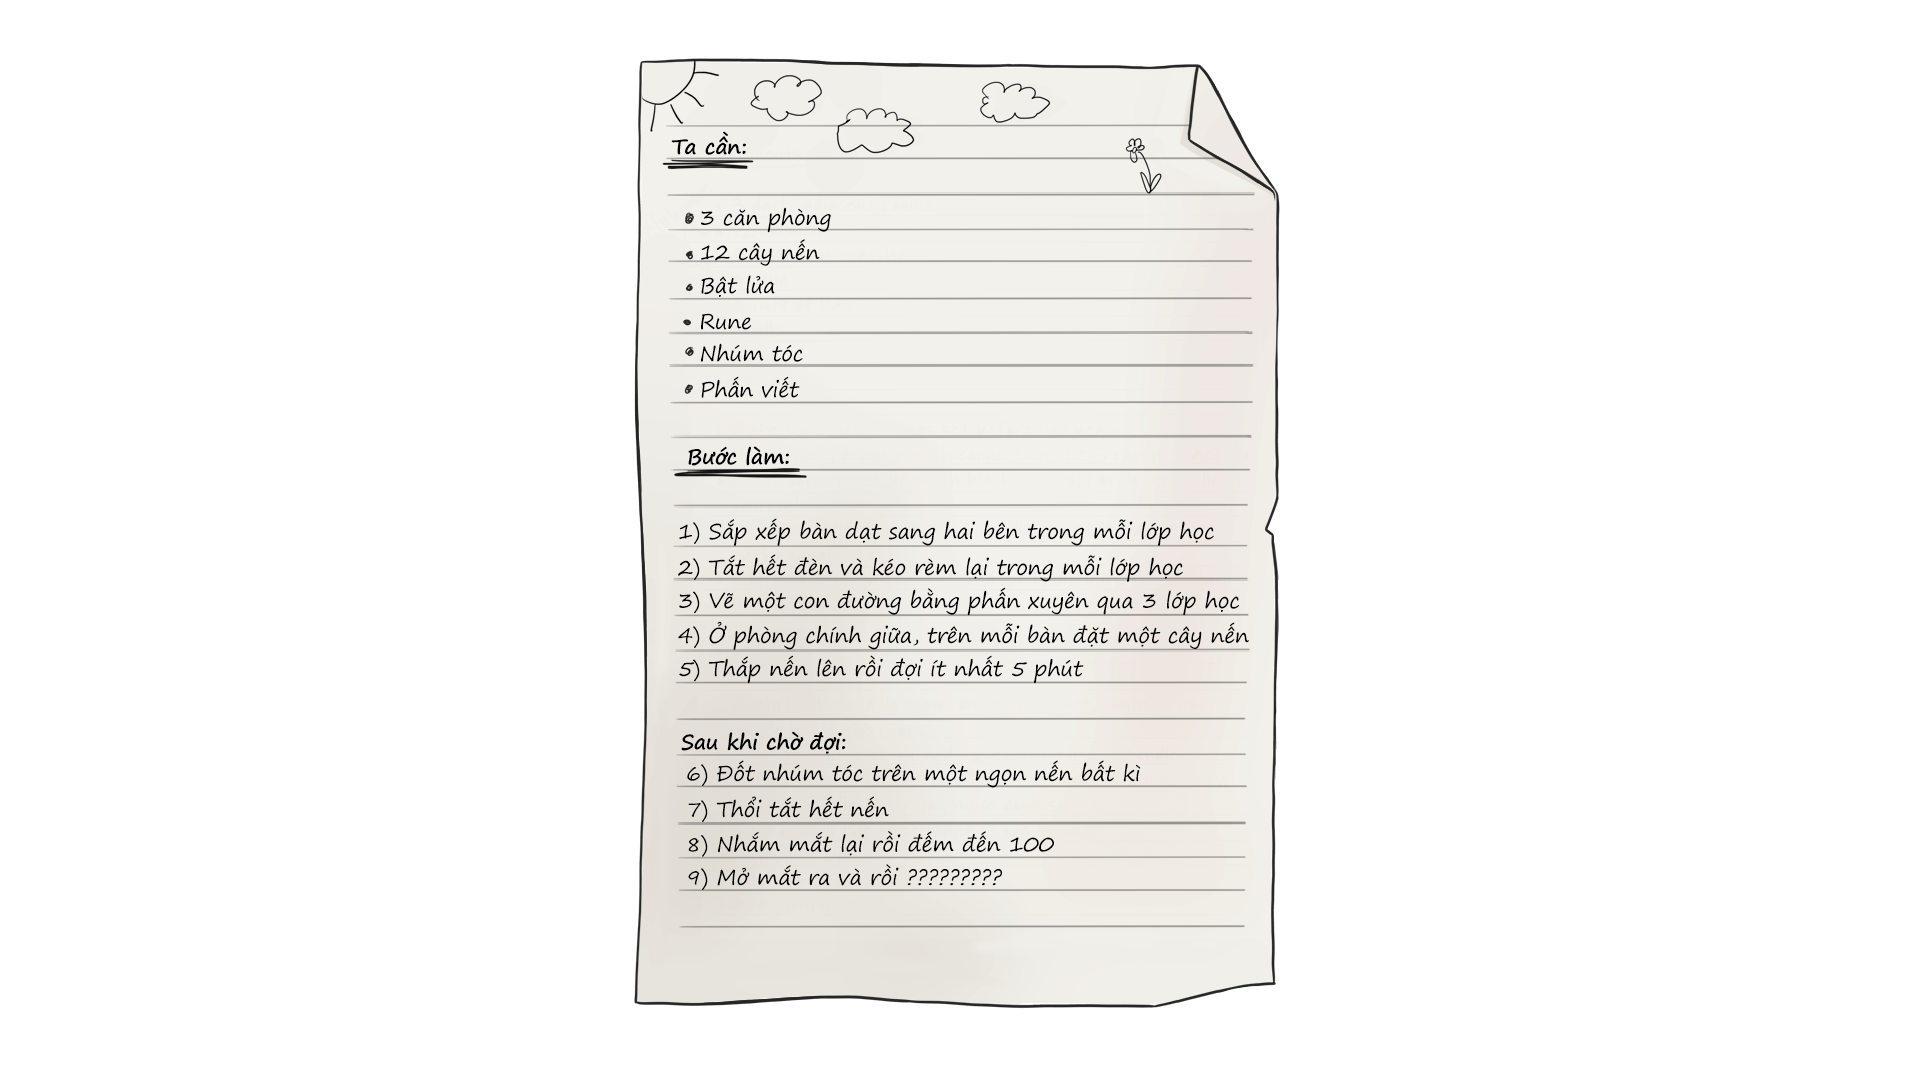 Ta cần:
• 3 căn phòng
• 12 cây nến
• Bật lửa
• Rune
• Nhúm tóc
• Phấn viết
Bước làm:
1) Sắp xếp bàn dạt sang hai bên trong mỗi lớp học
2) Tắt hết đèn và kéo rèm lại trong mỗi lớp học
3) Vẽ một con đường bằng phấn xuyên qua 3 lớp học
4) Ở phòng chính giữa, trên mỗi bàn đặt một cây nến
5) Thắp nến lên rồi đợi ít nhất 5 phút
Sau khi chờ đợi:
6) Đốt nhúm tóc trên một ngọn nến bất kì
7) Thổi tắt hết nến
8) Nhắm mắt lại rồi đếm đến 100
9) Mở mắt ra và rồi ?????????